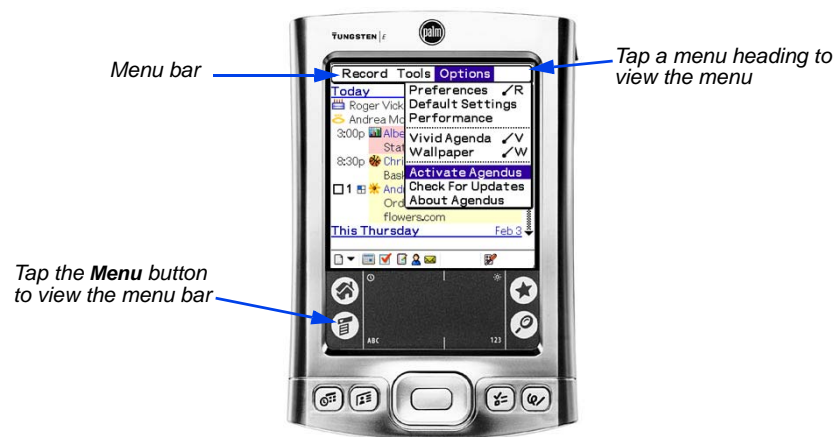 TUNGSTEN | E
palm
Menu bar
Tap a menu heading to
view the menu
Record Tools Options
Today
Preferences /R
Default Settings
Performance
Vivid Agenda /V
Wallpaper /W
Activate Agendus
Check For Updates
About Agendus
Roger Vick
Andrea Mc
3:00p Albe
Stat
8:30p Chri
Bask
1 Andr
Ord
flowers.com
This Thursday Feb 3
Tap the Menu button
to view the menu bar
ABC 123